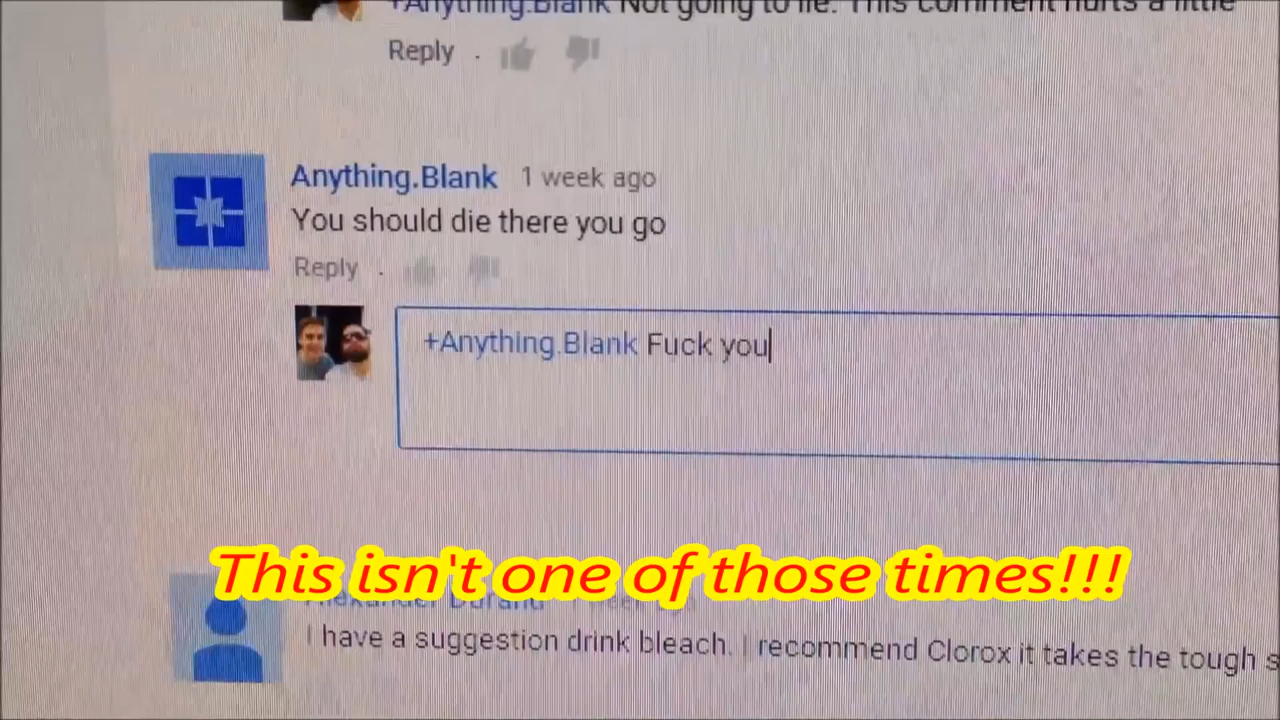 +Anything.Blank Not going to lie. This comment hurts a little
Reply .
Anything.Blank 1 week ago
You should die there you go
Reply .
+Anything.Blank Fuck you
This isn't one of those times!!!
I have a suggestion drink bleach. I recommend Clorox it takes the tough s